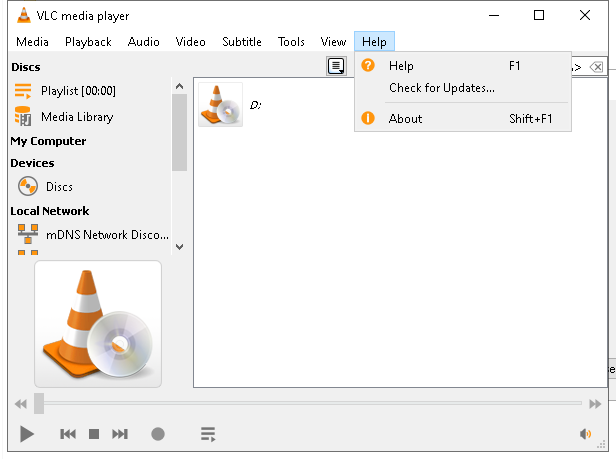 VLC media player
Media Playback Audio Video Subtitle Tools View Help
Discs
Playlist [00:00]
Media Library
My Computer
Devices
Discs
Local Network
mDNS Network Disco...
D:
Help F1
Check for Updates...
About Shift+F1